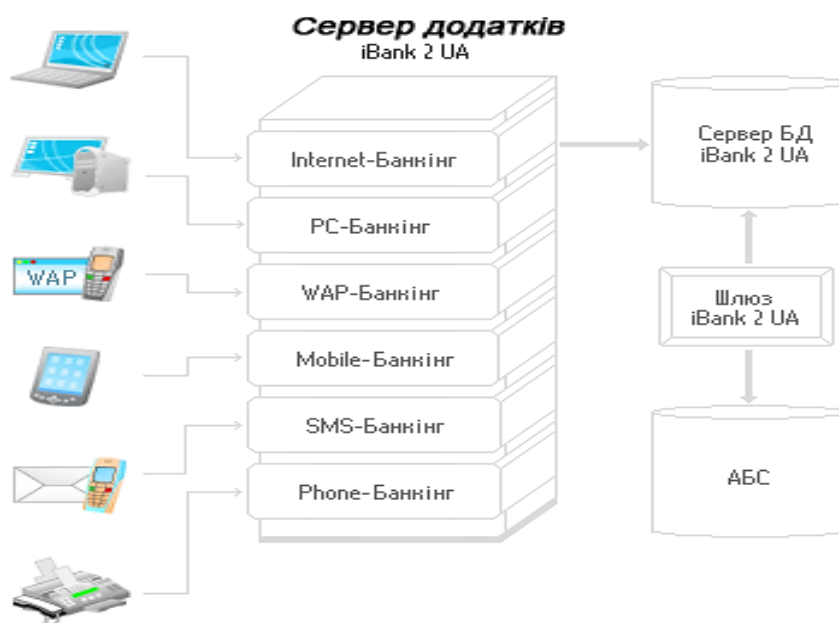 Сервер додатків
iBank 2 UA
Internet-Банкінг
PC-Банкінг
WAP
WAP-Банкінг
Mobile-Банкінг
SMS-Банкінг
Phone-Банкінг
Сервер БД
iBank 2 UA
Шлюз
iBank 2 UA
АБС